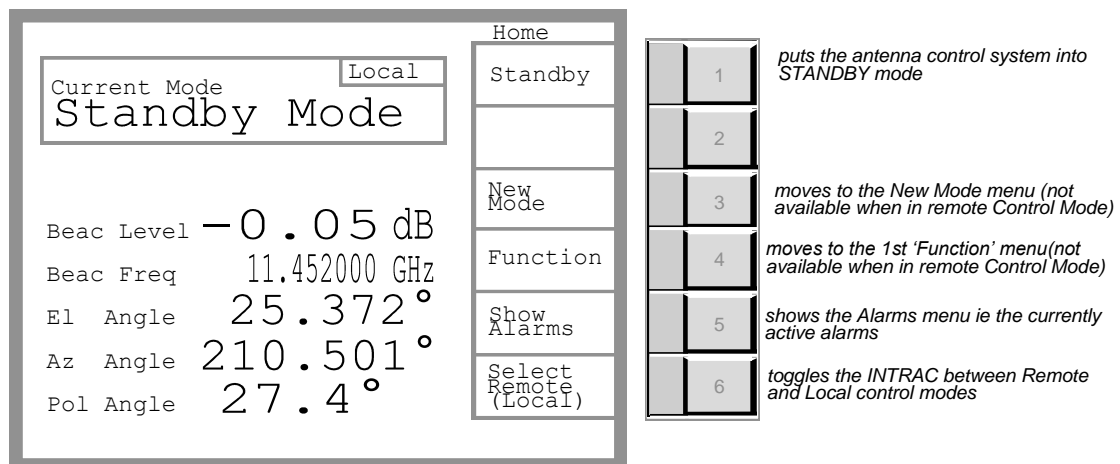 Home
Local
Current Mode
Standby Mode
Beac Level -0.05 dB
Beac Freq 11.452000 GHz
El Angle 25.372°
Az Angle 210.501°
Pol Angle 27.4°
Standby
New
Mode
Function
Show
Alarms
Select
Remote
(Local)
1
puts the antenna control system into
STANDBY mode
2
3
moves to the New Mode menu (not
available when in remote Control Mode)
4
moves to the 1st ‘Function’ menu(not
available when in remote Control Mode)
5
shows the Alarms menu ie the currently
active alarms
6
toggles the INTRAC between Remote
and Local control modes